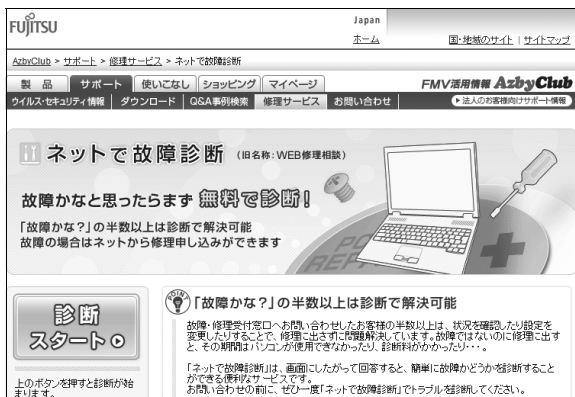 FUJITSU
Japan
ホーム
国・地域のサイト | サイトマップ
AzbyClub > サポート > 修理サービス > ネットで故障診断
製 品
サポート
使いこなし
ショッピング
マイページ
FMV活用情報 AzbyClub
ウイルス・セキュリティ情報
ダウンロード
Q&A事例検索
修理サービス
お問い合わせ
法人のお客様向けサポート情報
ネットで故障診断 (旧名称:WEB修理相談)
故障かなと思ったらまず 無料で診断!
「故障かな?」の半数以上は診断で解決可能
故障の場合はネットから修理申し込みができます
PC REPAIR
診断
スタート
上のボタンを押すと診断が始
まります。
POINT
「故障かな?」の半数以上は診断で解決可能
故障・修理受付窓口へお問い合わせしたお客様の半数以上は、状況を確認したり設定を
変更したりすることで、修理に出さずに問題解決しています。故障ではないのに修理に出す
と、その期間はパソコンが使用できなかったり、診断料がかかったり・・・。
「ネットで故障診断」は、画面にしたがって回答すると、簡単に故障かどうかを診断すること
ができる便利なサービスです。
お問い合わせの前に、ぜひ一度「ネットで故障診断」でトラブルを診断してください。